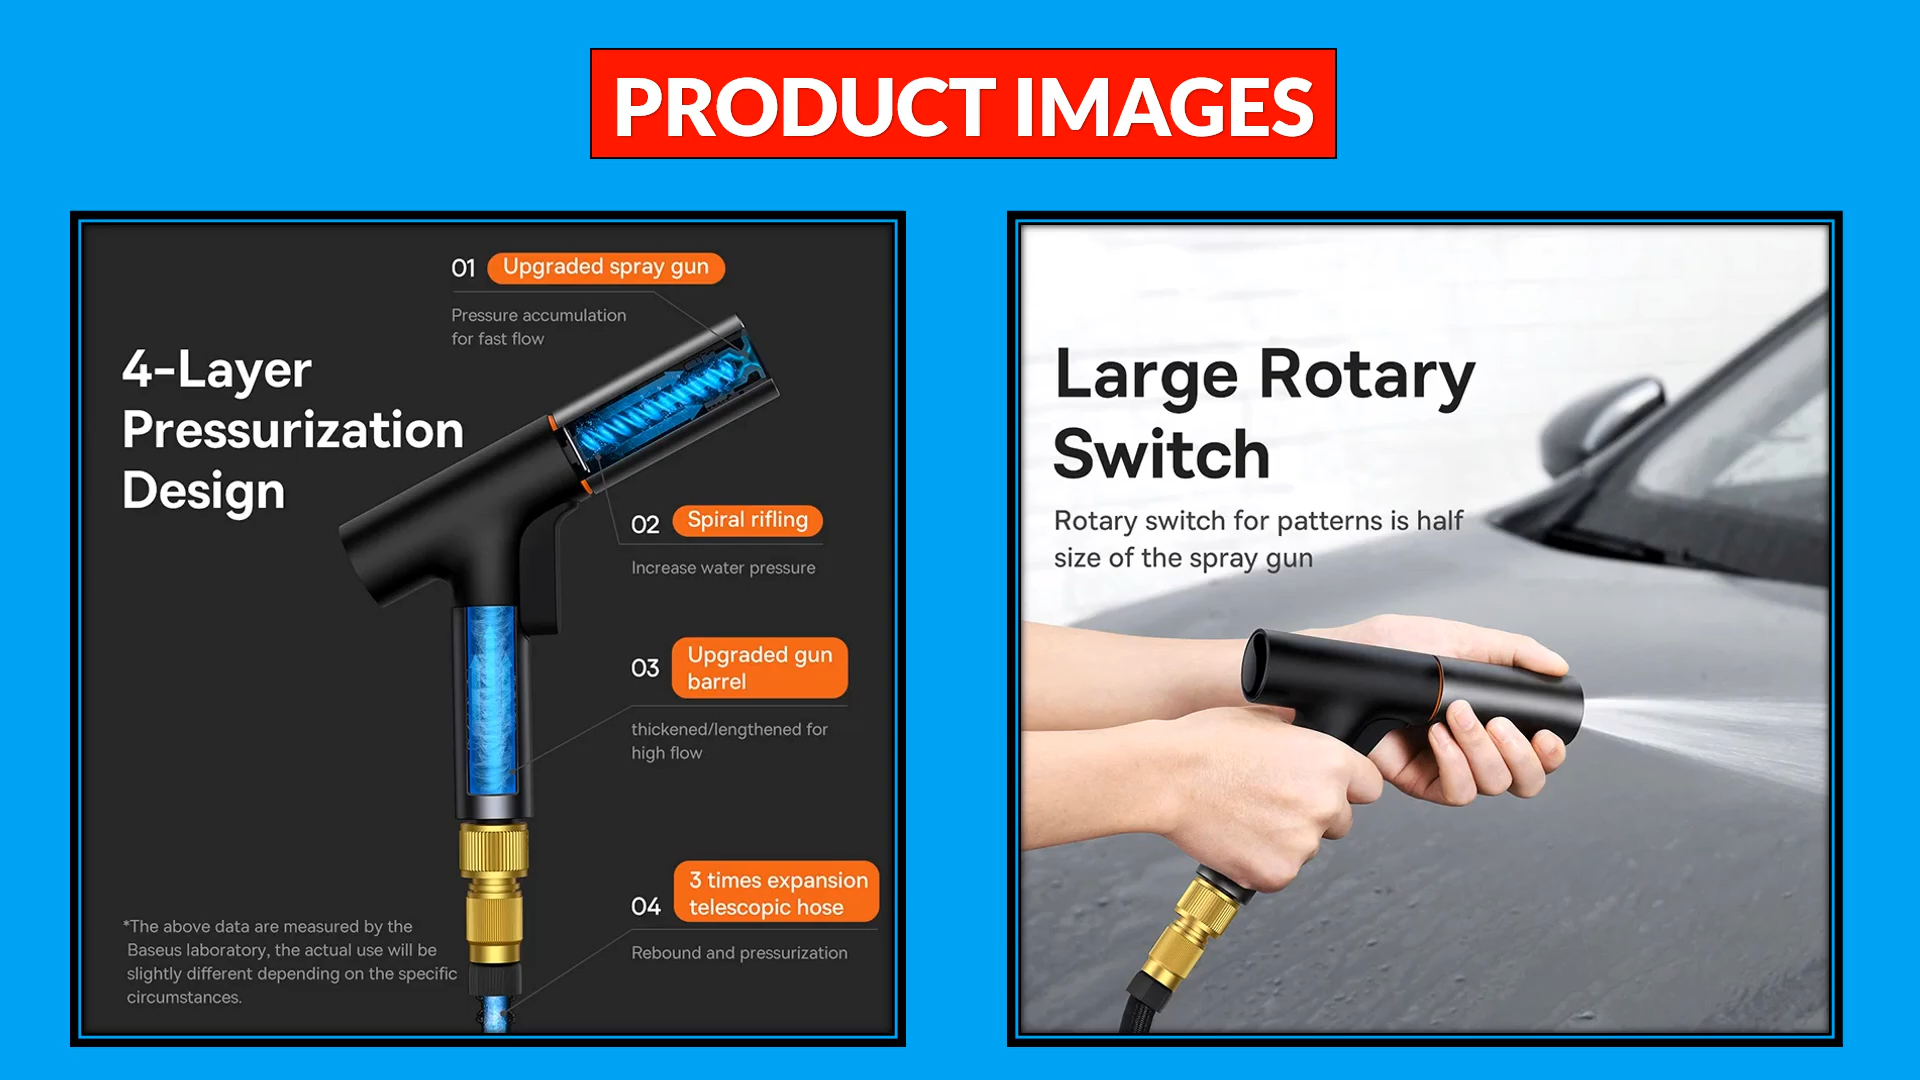 PRODUCT IMAGES
01 Upgraded spray gun
Pressure accumulation
for fast flow
4-Layer
Pressurization
Design
02 Spiral rifling
Increase water pressure
03 Upgraded gun
barrel
thickened/lengthened for
high flow
04 3 times expansion
telescopic hose
Rebound and pressurization
*The above data are measured by the
Baseus laboratory, the actual use will be
slightly different depending on the specific
circumstances.
Large Rotary
Switch
Rotary switch for patterns is half
size of the spray gun